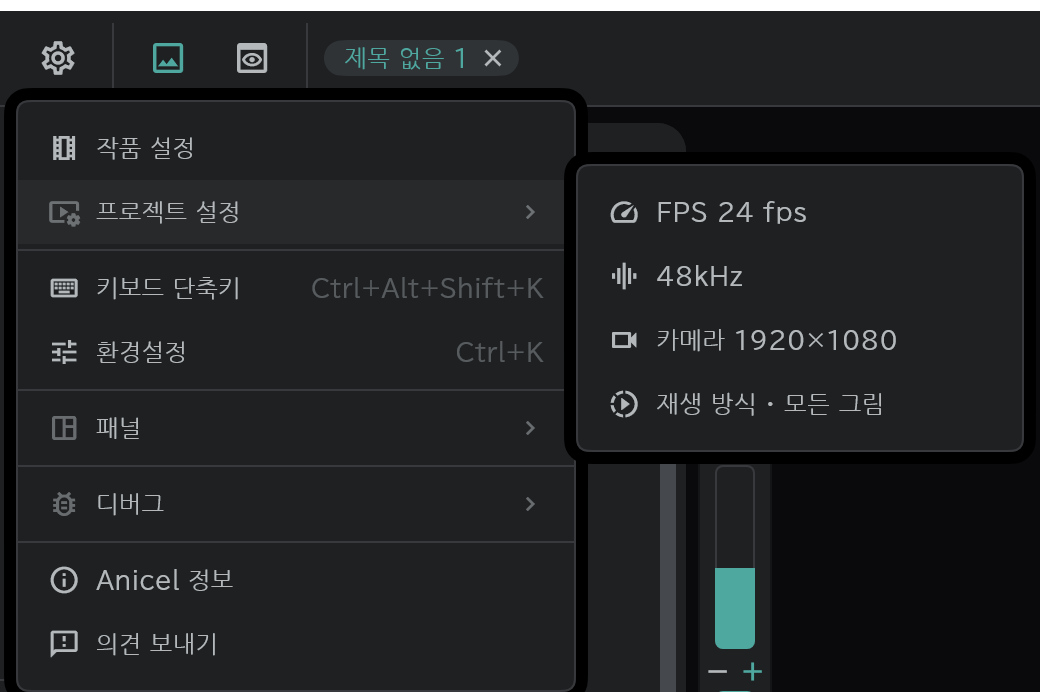 제목 없음 1
작품 설정
프로젝트 설정
키보드 단축키 Ctrl+Alt+Shift+K
환경설정 Ctrl+K
패널
디버그
Anicel 정보
의견 보내기
FPS 24 fps
48kHz
카메라 1920×1080
재생 방식・모든 그림